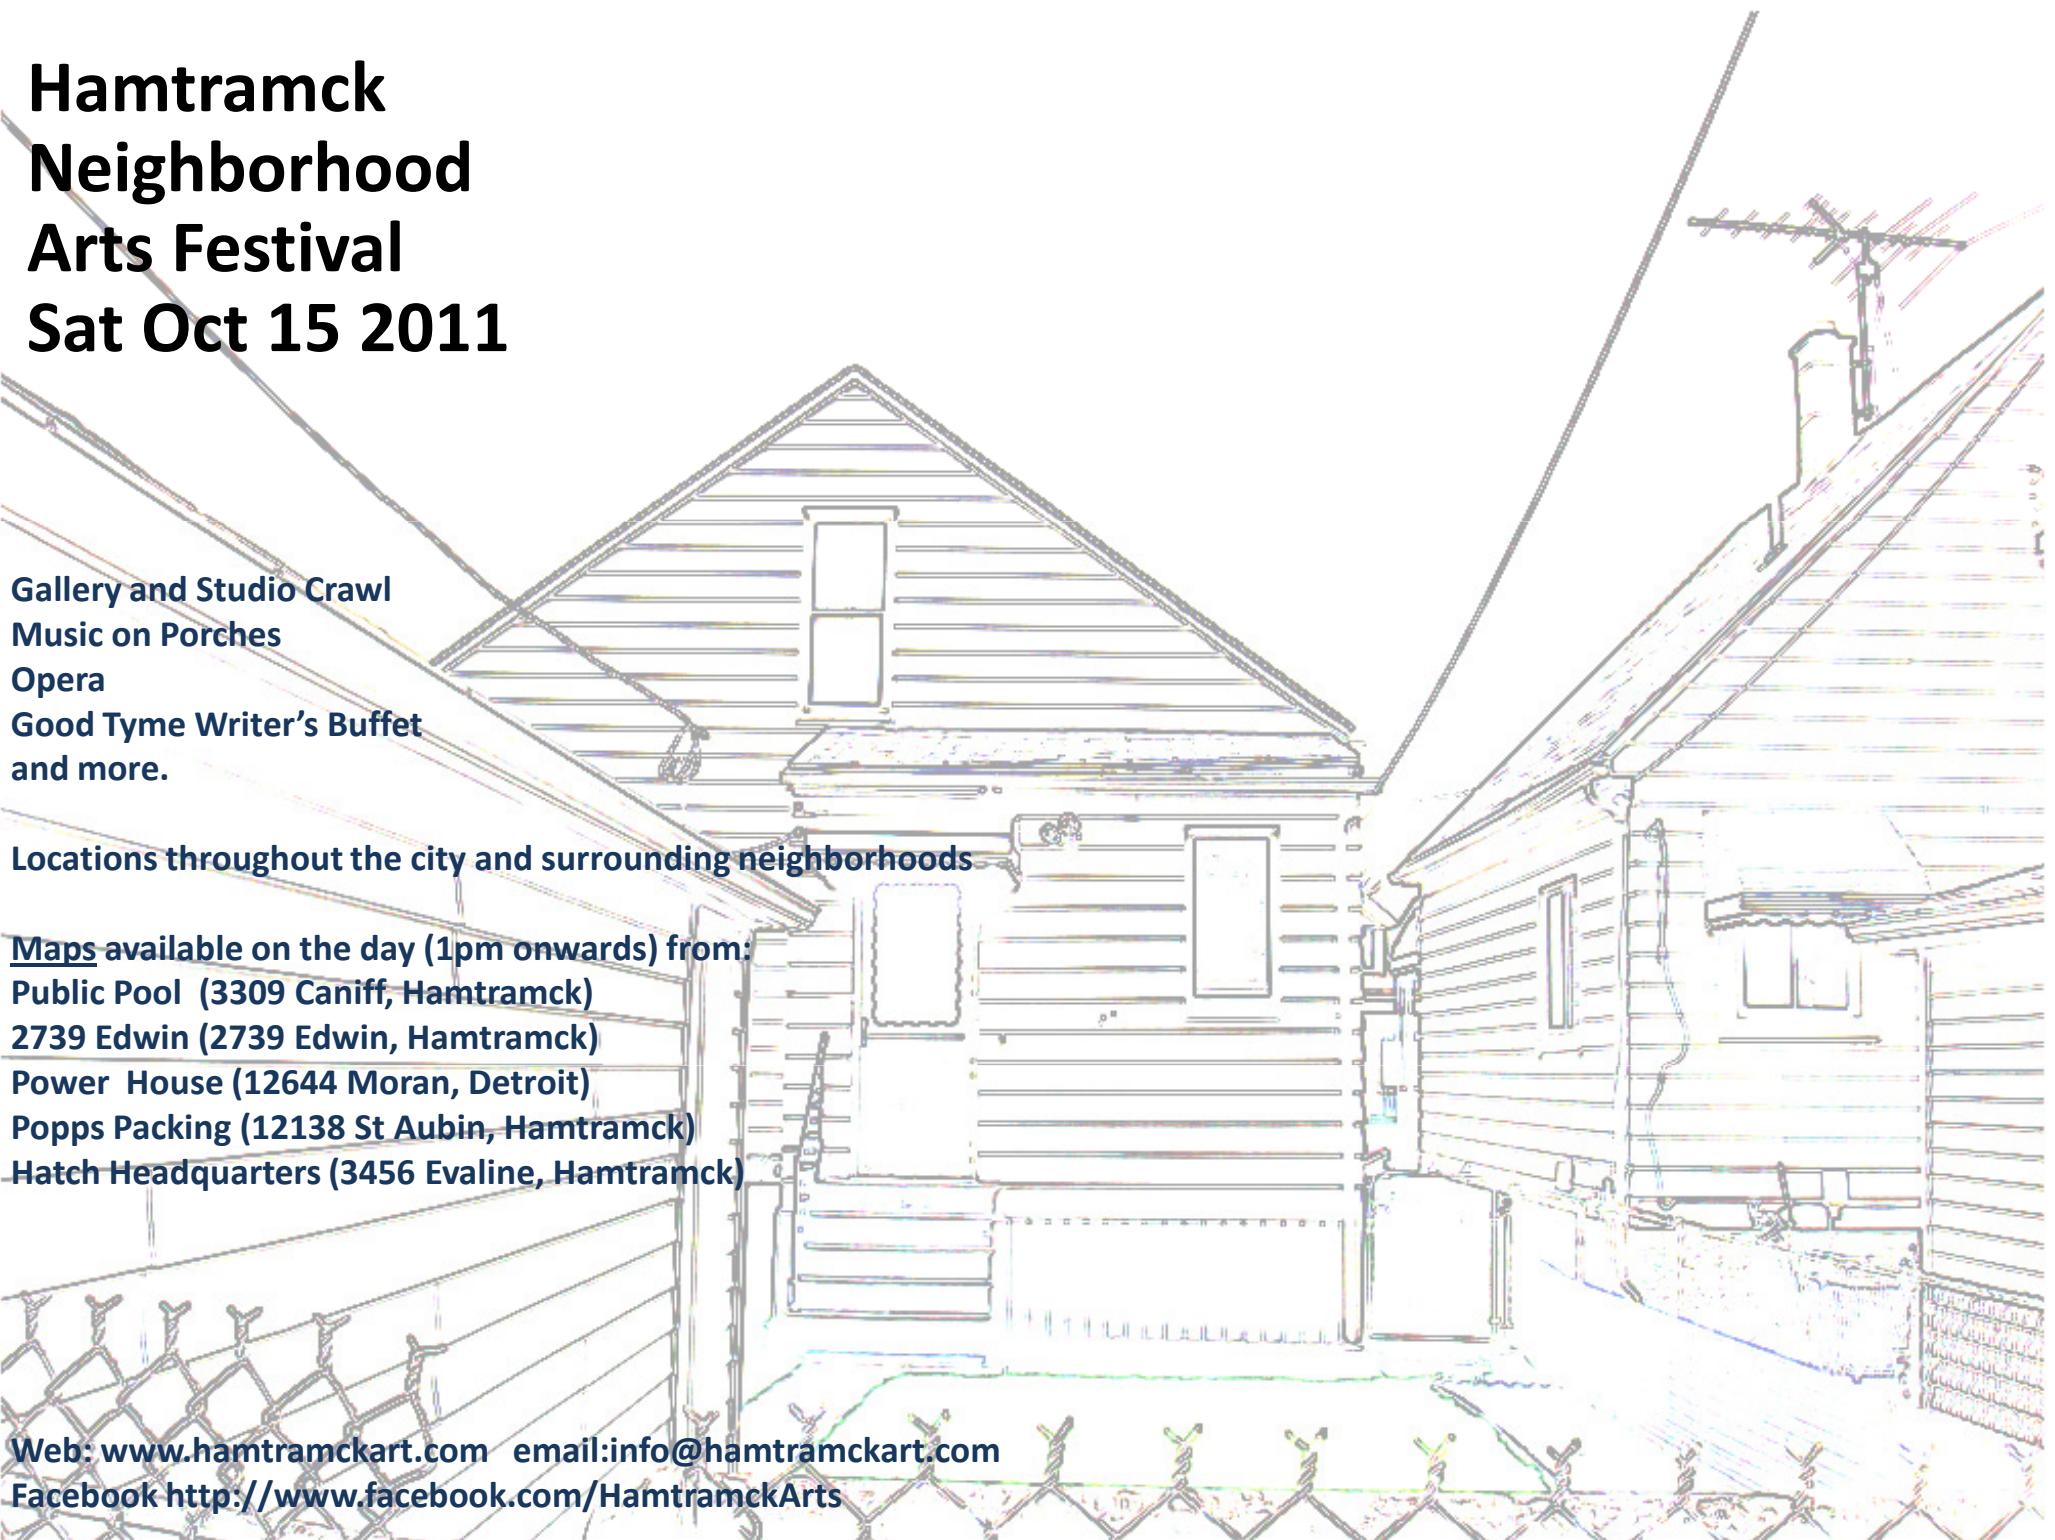 Hamtramck
Neighborhood
Arts Festival
Sat Oct 15 2011
Gallery and Studio Crawl
Music on Porches
Opera
Good Tyme Writer’s Buffet
and more.
Locations throughout the city and surrounding neighborhoods
Maps available on the day (1pm onwards) from:
Public Pool  (3309 Caniff, Hamtramck)
2739 Edwin (2739 Edwin, Hamtramck)
Power  House (12644 Moran, Detroit)
Popps Packing (12138 St Aubin, Hamtramck)
Hatch Headquarters (3456 Evaline, Hamtramck)
Web: www.hamtramckart.com   email:info@hamtramckart.com
Facebook http://www.facebook.com/HamtramckArts